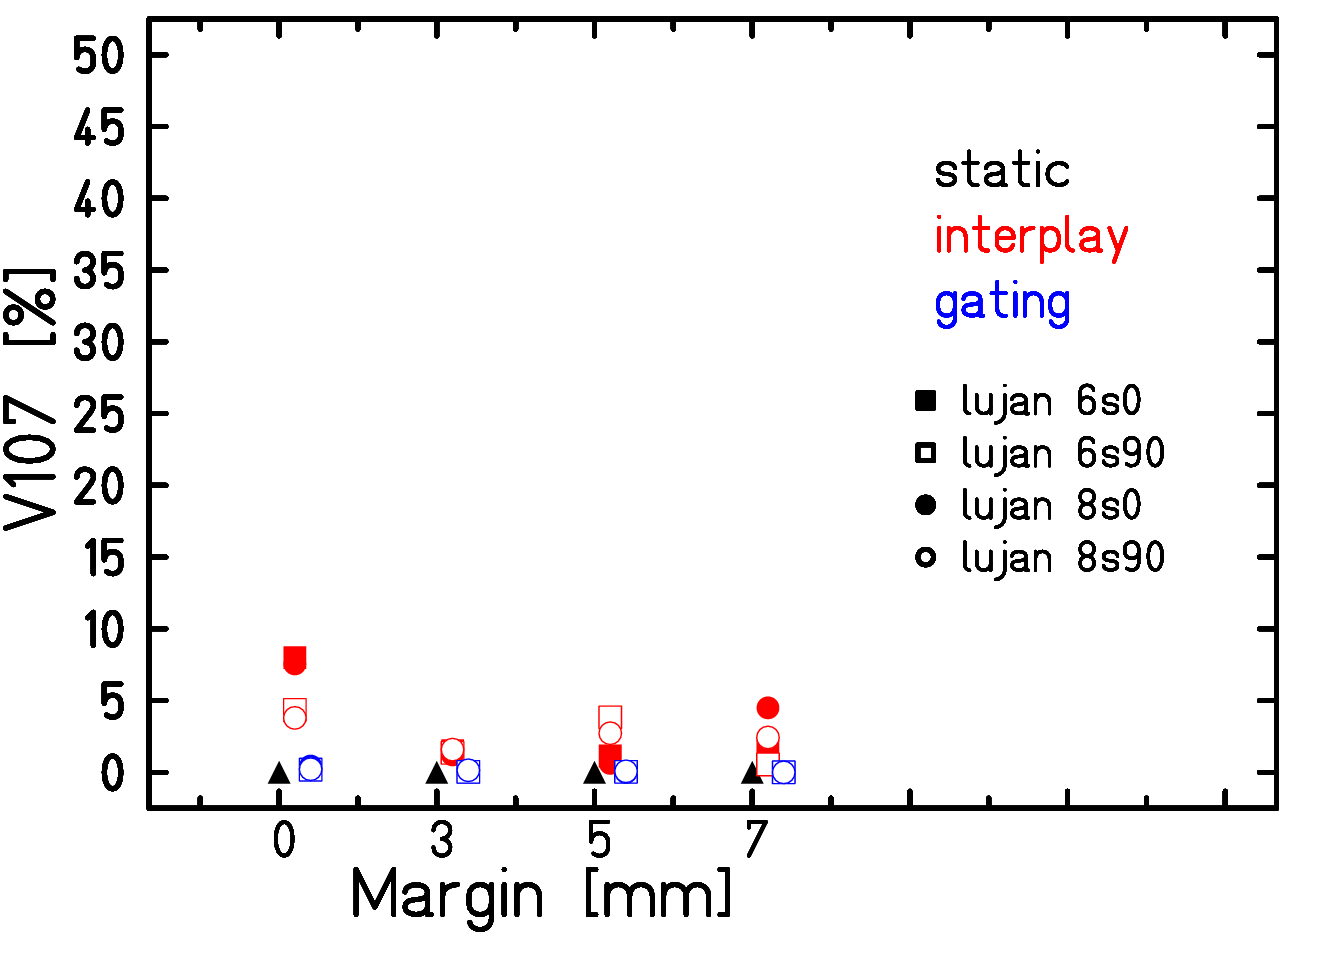 50
45
40
35
30
25
20
15
10
5
0
V107 [%]
static
interplay
gating
lujan 6s0
lujan 6s90
lujan 8s0
lujan 8s90
0 3 5 7
Margin [mm]